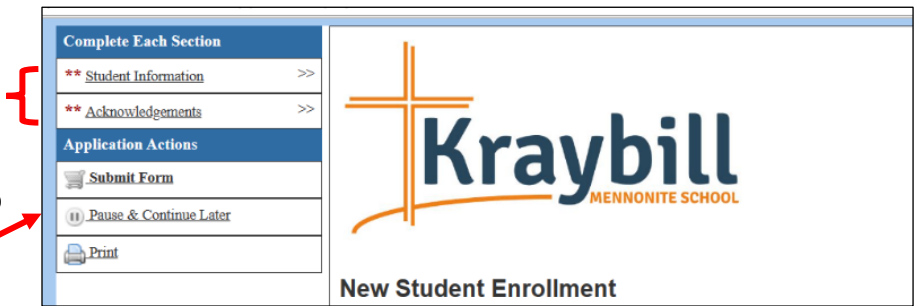 Complete Each Section
** Student Information >>
** Acknowledgements >>
Application Actions
Submit Form
Pause & Continue Later
Print
Kraybill
MENNONITE SCHOOL
New Student Enrollment